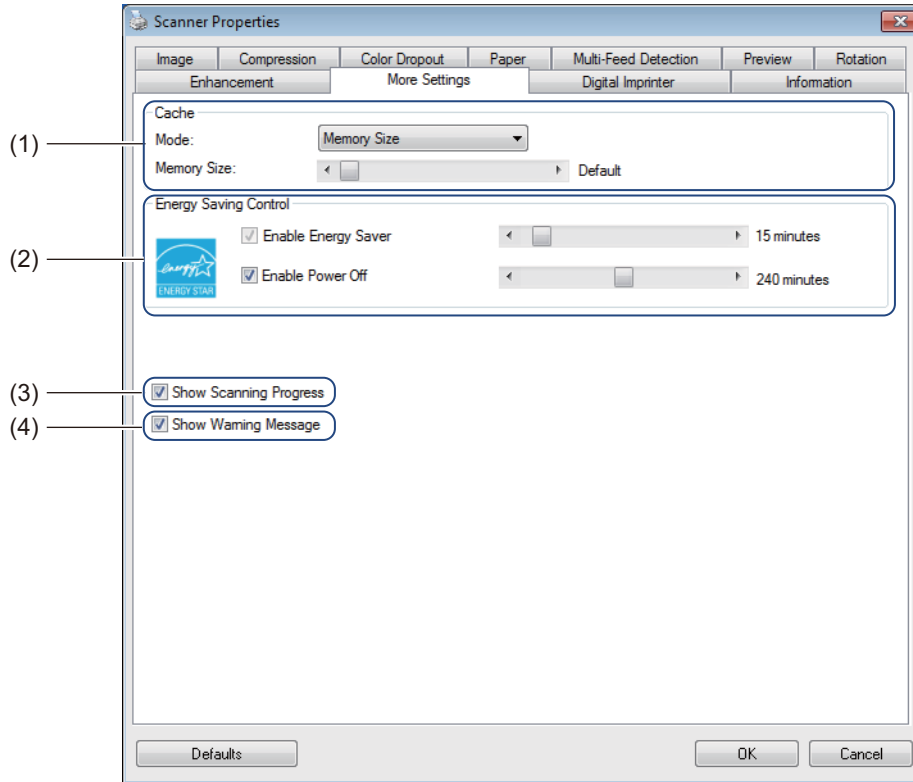 Scanner Properties
Image Compression Color Dropout Paper Multi-Feed Detection Preview Rotation
Enhancement More Settings Digital Imprinter Information
Cache
(1)
Mode: Memory Size
Memory Size: Default
Energy Saving Control
(2)
Enable Energy Saver 15 minutes
energy
ENERGY STAR
Enable Power Off 240 minutes
(3) Show Scanning Progress
(4) Show Warning Message
Defaults OK Cancel